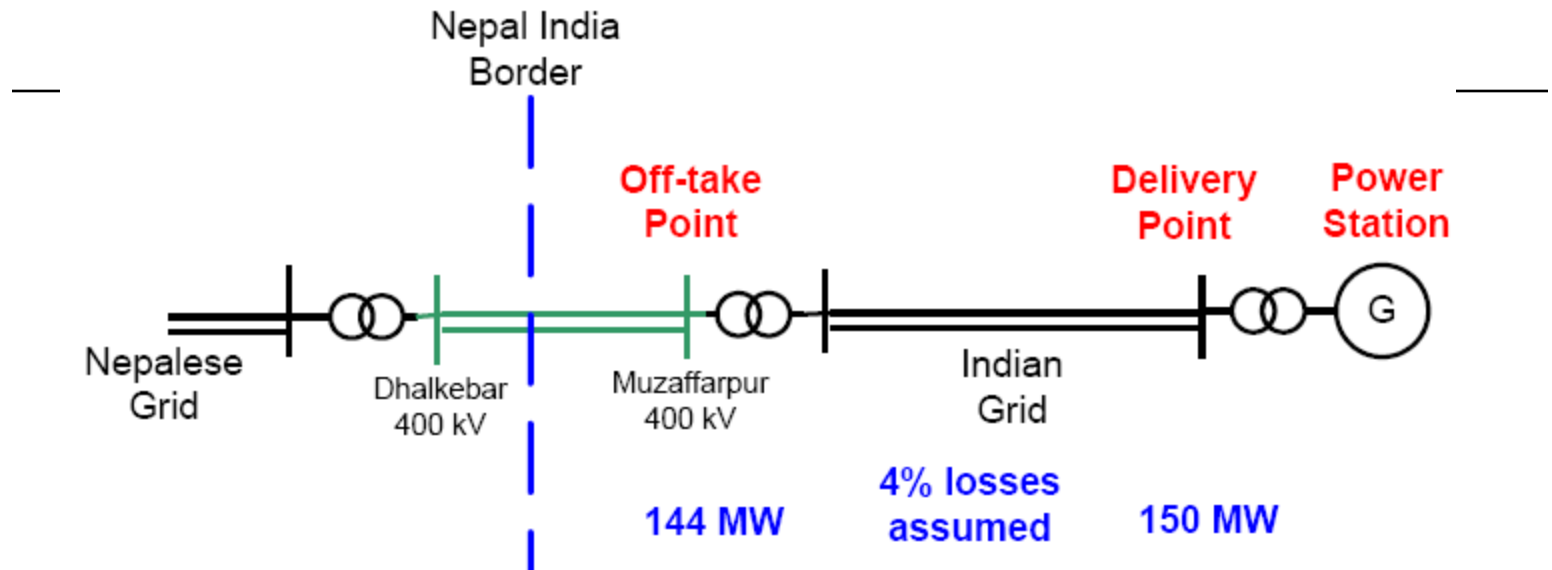 Nepal India
Border
Off-take
Point
Delivery
Point
Power
Station
G
Nepalese
Grid
Dhalkebar
400 kV
Muzaffarpur
400 kV
Indian
Grid
144 MW
4% losses
assumed
150 MW